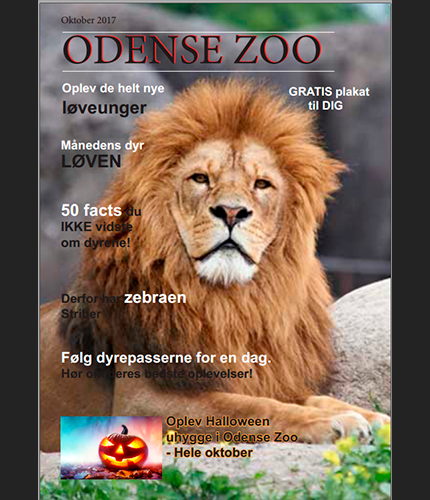 Oktober 2017
ODENSE ZOO
Oplev de helt nye
løveunger
GRATIS plakat
til DIG
Månedens dyr
LØVEN
50 facts du
IKKE vidste
om dyrene!
Derfor har zebraen
Striber
Følg dyrepasserne for en dag.
Hør om deres bedste oplevelser!
Oplev Halloween
uhygge i Odense Zoo
- Hele oktober